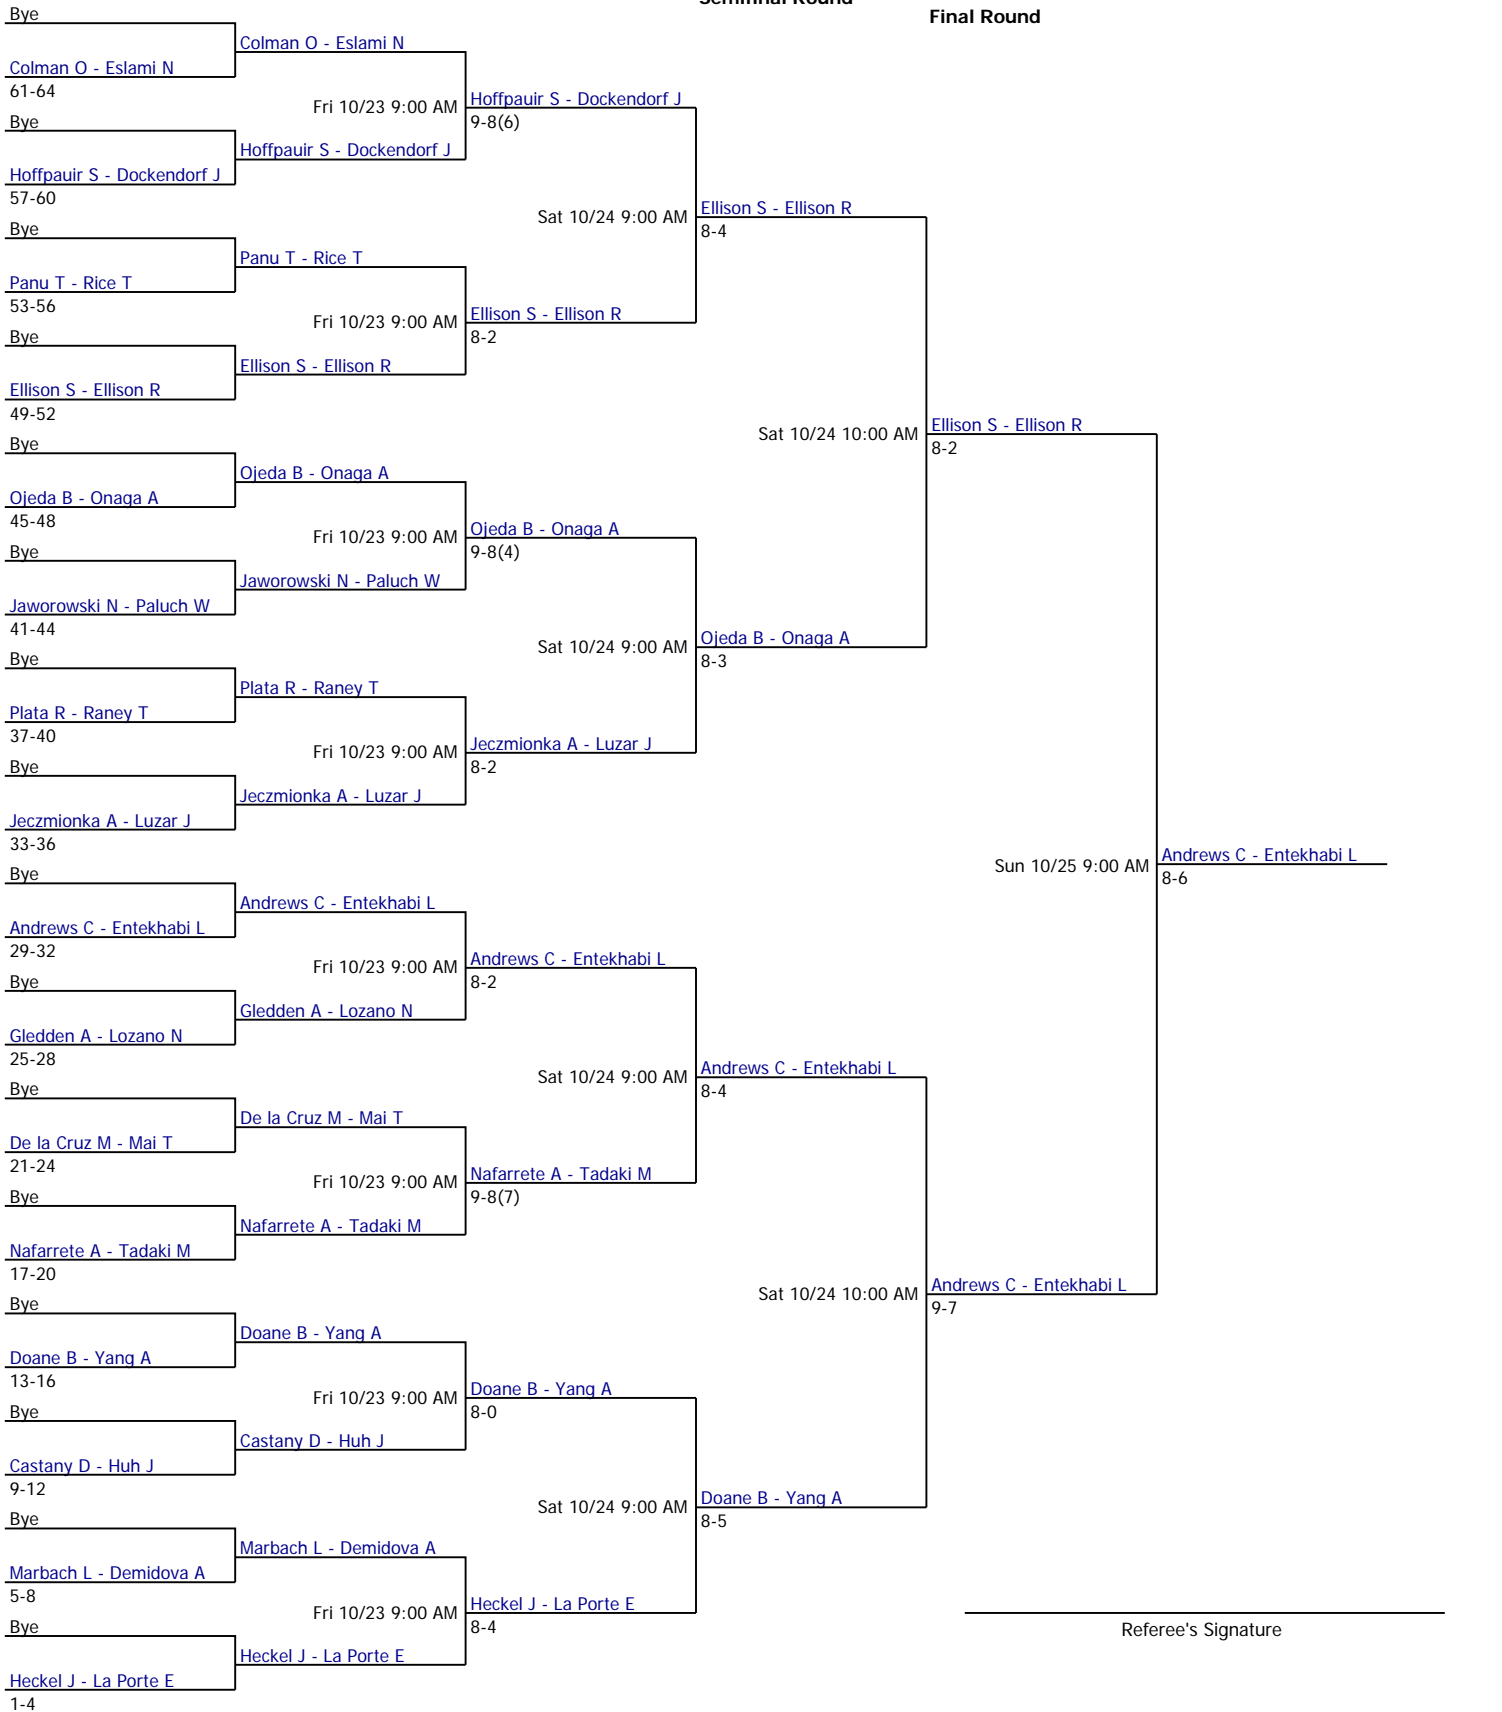 Semifinal Round
Final Round
Bye
Colman O - Eslami N
Colman O - Eslami N
61-64
Fri 10/23 9:00 AM
Hoffpauir S - Dockendorf J
9-8(6)
Bye
Hoffpauir S - Dockendorf J
Hoffpauir S - Dockendorf J
57-60
Sat 10/24 9:00 AM
Ellison S - Ellison R
8-4
Bye
Panu T - Rice T
Panu T - Rice T
53-56
Fri 10/23 9:00 AM
Ellison S - Ellison R
8-2
Bye
Ellison S - Ellison R
Ellison S - Ellison R
49-52
Sat 10/24 10:00 AM
Ellison S - Ellison R
8-2
Bye
Ojeda B - Onaga A
Ojeda B - Onaga A
45-48
Fri 10/23 9:00 AM
Ojeda B - Onaga A
9-8(4)
Bye
Jaworowski N - Paluch W
Jaworowski N - Paluch W
41-44
Sat 10/24 9:00 AM
Ojeda B - Onaga A
8-3
Bye
Plata R - Raney T
Plata R - Raney T
37-40
Fri 10/23 9:00 AM
Jeczmionka A - Luzar J
8-2
Bye
Jeczmionka A - Luzar J
Jeczmionka A - Luzar J
33-36
Sun 10/25 9:00 AM
Andrews C - Entekhabi L
8-6
Bye
Andrews C - Entekhabi L
Andrews C - Entekhabi L
29-32
Fri 10/23 9:00 AM
Andrews C - Entekhabi L
8-2
Bye
Gledden A - Lozano N
Gledden A - Lozano N
25-28
Sat 10/24 9:00 AM
Andrews C - Entekhabi L
8-4
Bye
De la Cruz M - Mai T
De la Cruz M - Mai T
21-24
Fri 10/23 9:00 AM
Nafarrete A - Tadaki M
9-8(7)
Bye
Nafarrete A - Tadaki M
Nafarrete A - Tadaki M
17-20
Sat 10/24 10:00 AM
Andrews C - Entekhabi L
9-7
Bye
Doane B - Yang A
Doane B - Yang A
13-16
Fri 10/23 9:00 AM
Doane B - Yang A
8-0
Bye
Castany D - Huh J
Castany D - Huh J
9-12
Sat 10/24 9:00 AM
Doane B - Yang A
8-5
Bye
Marbach L - Demidova A
Marbach L - Demidova A
5-8
Fri 10/23 9:00 AM
Heckel J - La Porte E
8-4
Bye
Heckel J - La Porte E
Heckel J - La Porte E
1-4
Referee's Signature